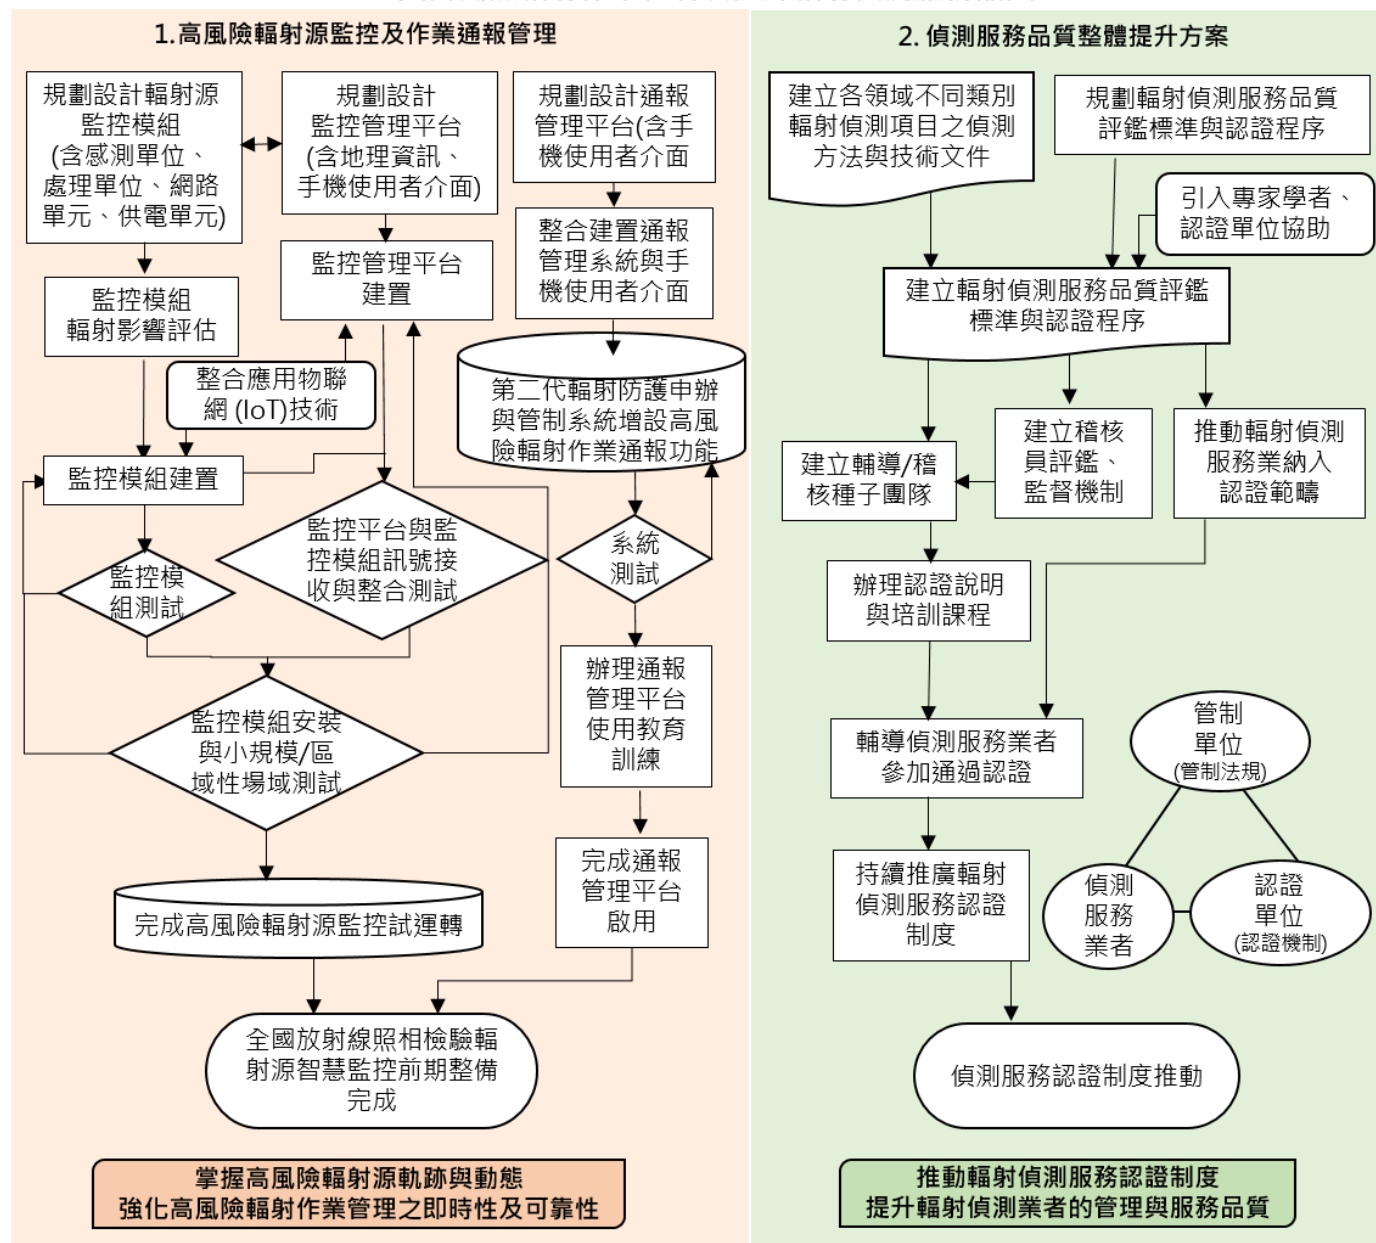 1.高風險輻射源監控及作業通報管理
規劃設計輻射源
監控模組
(含感測單位、
處理單位、網路
單元、供電單元)
規劃設計
監控管理平台
(含地理資訊、
手機使用者介面)
規劃設計通報
管理平台(含手
機使用者介面
監控模組
輻射影響評估
監控管理平台
建置
整合建置通報
管理系統與手
機使用者介面
整合應用物聯
網 (IoT)技術
第二代輻射防護申辦
與管制系統增設高風
險輻射作業通報功能
監控模組建置
監控模組測試
監控平台與監
控模組訊號接
收與整合測試
系統
測試
監控模組安裝
與小規模/區
域性場域測試
辦理通報
管理平台
使用教育
訓練
完成通報
管理平台
啟用
完成高風險輻射源監控試運轉
全國放射線照相檢驗輻
射源智慧監控前期整備
完成
掌握高風險輻射源軌跡與動態
強化高風險輻射作業管理之即時性及可靠性
2. 偵測服務品質整體提升方案
建立各領域不同類別
輻射偵測項目之偵測
方法與技術文件
規劃輻射偵測服務品質
評鑑標準與認證程序
引入專家學者、
認證單位協助
建立輻射偵測服務品質評鑑
標準與認證程序
建立輔導/稽
核種子團隊
建立稽核
員評鑑、
監督機制
推動輻射偵測
服務業納入
認證範疇
辦理認證說明
與培訓課程
輔導偵測服務業者
參加通過認證
持續推廣輻射
偵測服務認證
制度
管制
單位
(管制法規)
偵測
服務
業者
認證
單位
(認證機制)
偵測服務認證制度推動
推動輻射偵測服務認證制度
提升輻射偵測業者的管理與服務品質